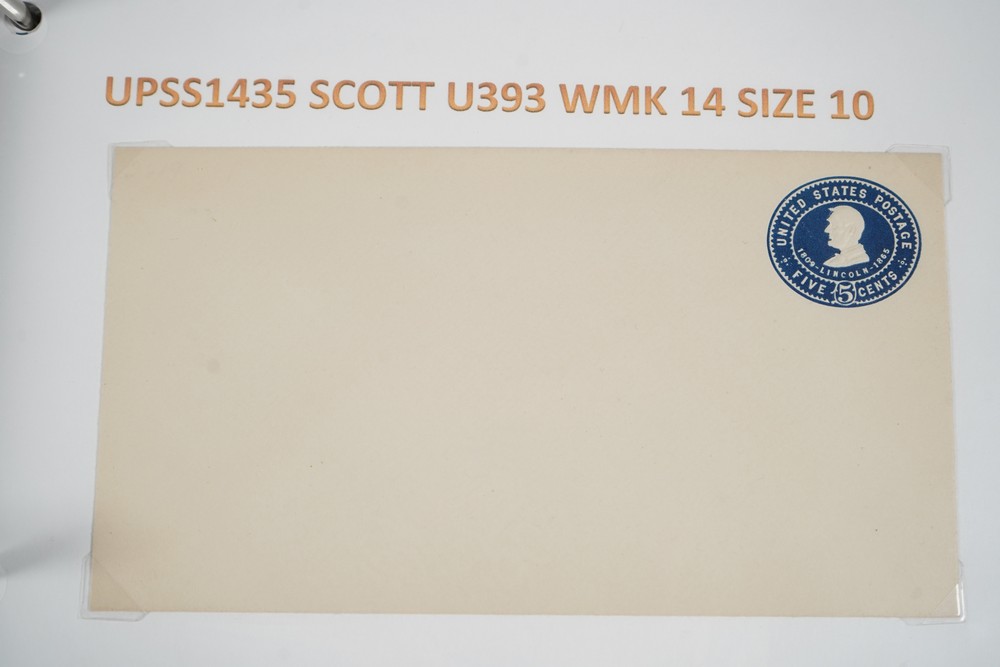 UPSS1435 SCOTT U393 WMK 14 SIZE 10
UNITED STATES POSTAGE
1809-LINCOLN-1865
FIVE 5 CENTS